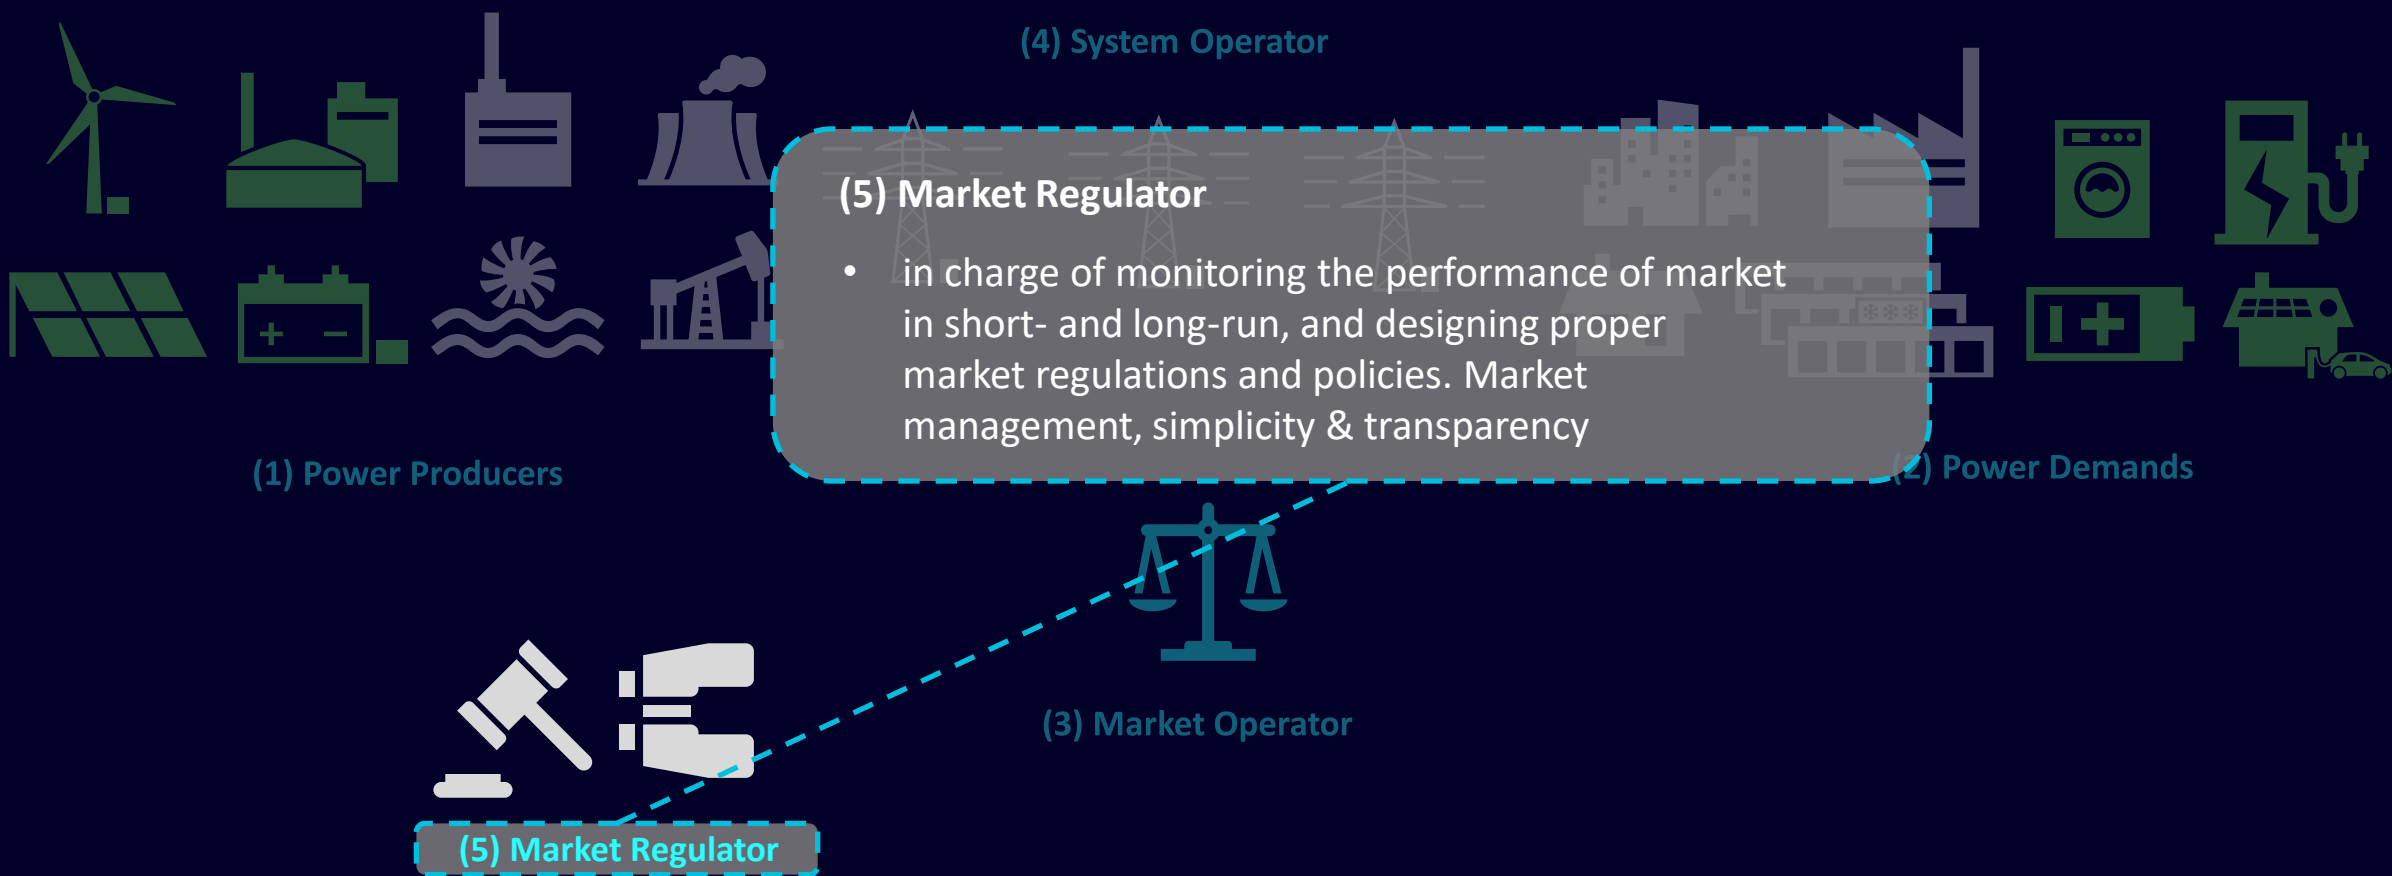 (4) System Operator
(5) Market Regulator
• in charge of monitoring the performance of market
in short- and long-run, and designing proper
market regulations and policies. Market
management, simplicity & transparency
(1) Power Producers
(2) Power Demands
(3) Market Operator
(5) Market Regulator